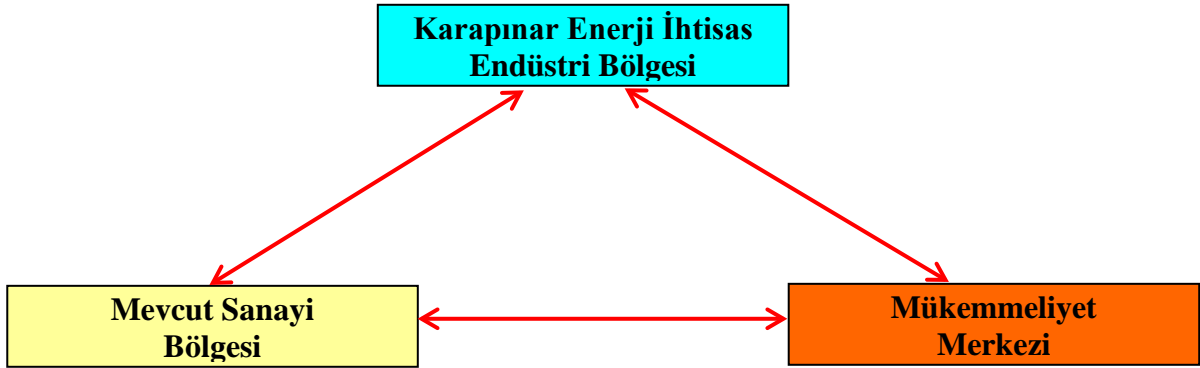 Karapınar Enerji İhtisas
Endüstri Bölgesi
Mevcut Sanayi
Bölgesi
Mükemmeliyet
Merkezi